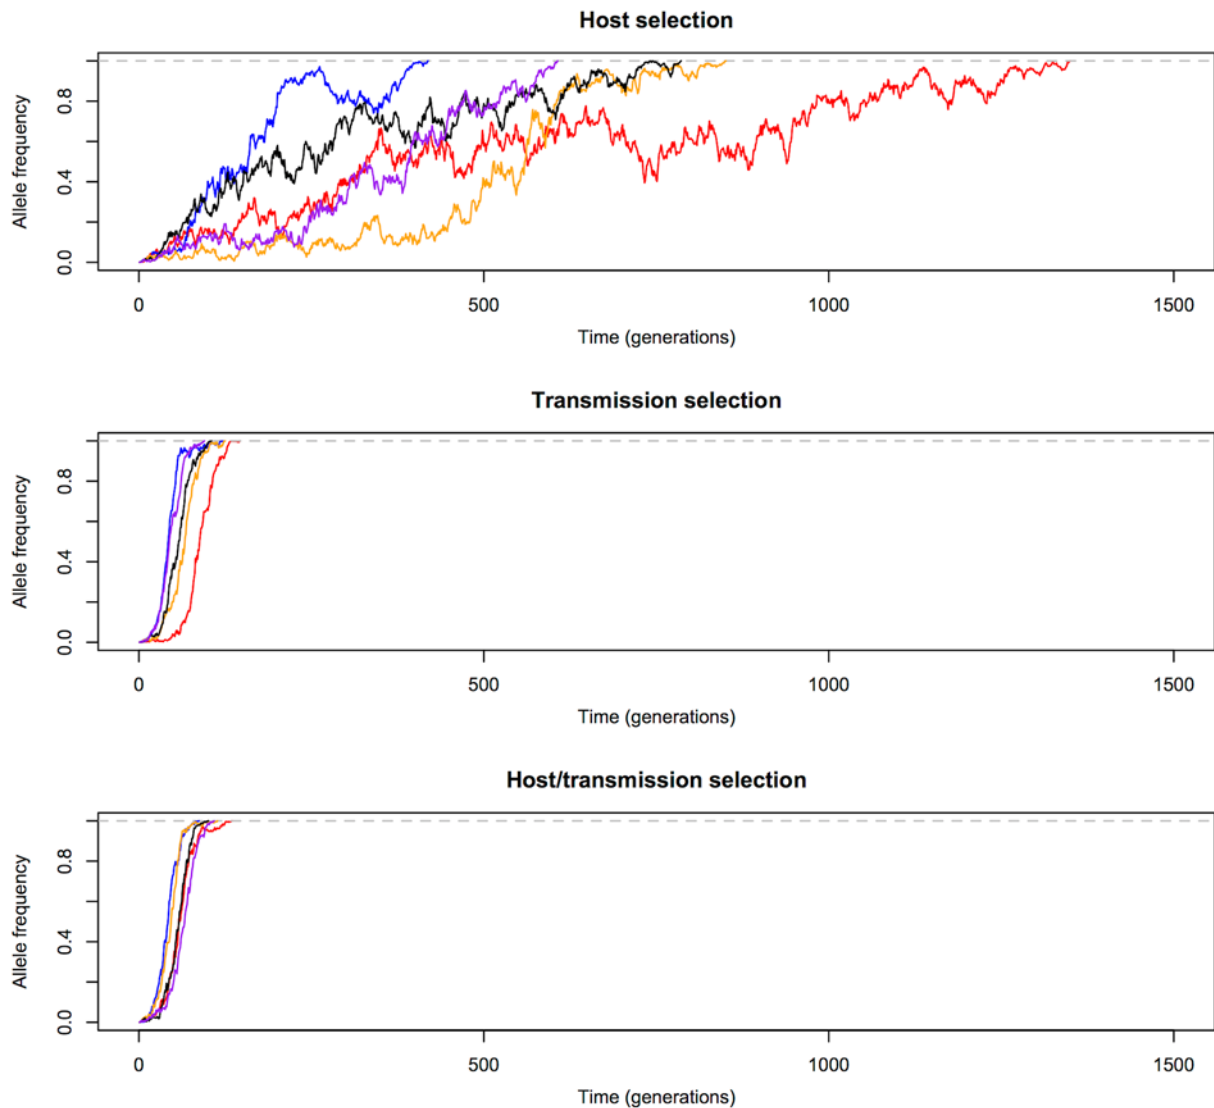 Host selection
Allele frequency
0.0 0.4 0.8
0 500 1000 1500
Time (generations)
Transmission selection
Allele frequency
0.0 0.4 0.8
0 500 1000 1500
Time (generations)
Host/transmission selection
Allele frequency
0.0 0.4 0.8
0 500 1000 1500
Time (generations)